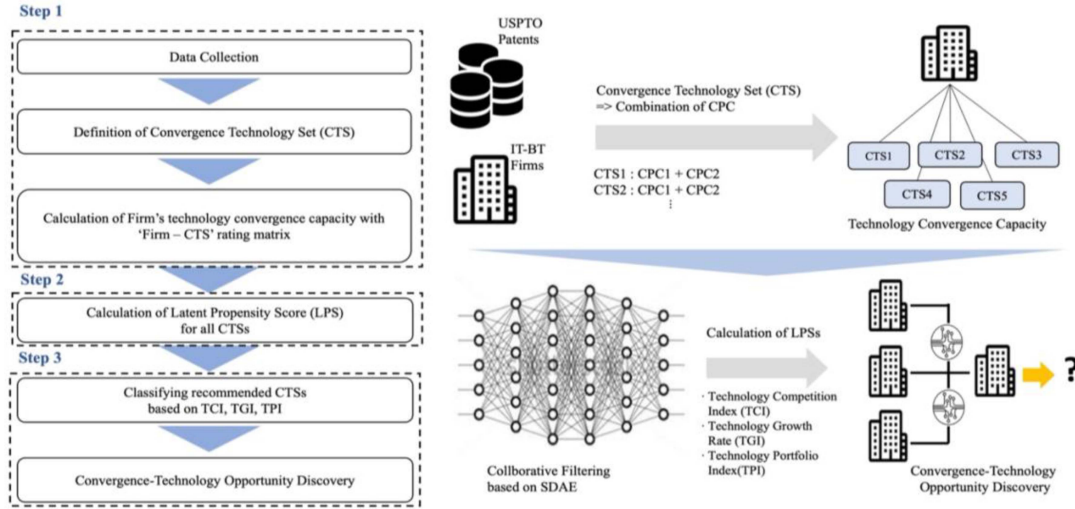 Step 1
Data Collection
Definition of Convergence Technology Set (CTS)
Calculation of Firm's technology convergence capacity with
'Firm – CTS' rating matrix
Step 2
Calculation of Latent Propensity Score (LPS)
for all CTSs
Step 3
Classifying recommended CTSs
based on TCI, TGI, TPI
Convergence-Technology Opportunity Discovery
USPTO
Patents
IT-BT
Firms
Convergence Technology Set (CTS)
=> Combination of CPC
CTS1 : CPC1 + CPC2
CTS2 : CPC1 + CPC2
⋮
CTS1
CTS2
CTS3
CTS4
CTS5
Technology Convergence Capacity
Collborative Filtering
based on SDAE
Calculation of LPSs
· Technology Competition
Index (TCI)
· Technology Growth
Rate (TGI)
· Technology Portfolio
Index(TPI)
?
Convergence-Technology
Opportunity Discovery